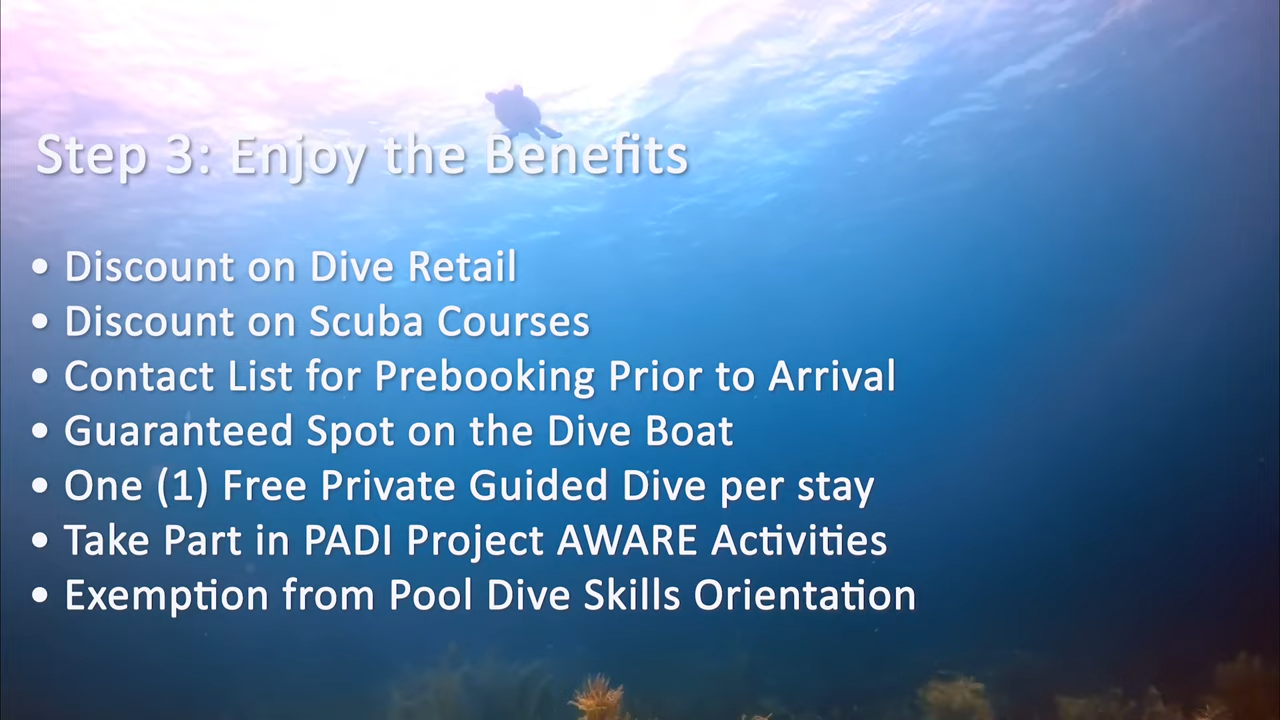 Step 3: Enjoy the Benefits
• Discount on Dive Retail
• Discount on Scuba Courses
• Contact List for Prebooking Prior to Arrival
• Guaranteed Spot on the Dive Boat
• One (1) Free Private Guided Dive per stay
• Take Part in PADI Project AWARE Activities
• Exemption from Pool Dive Skills Orientation